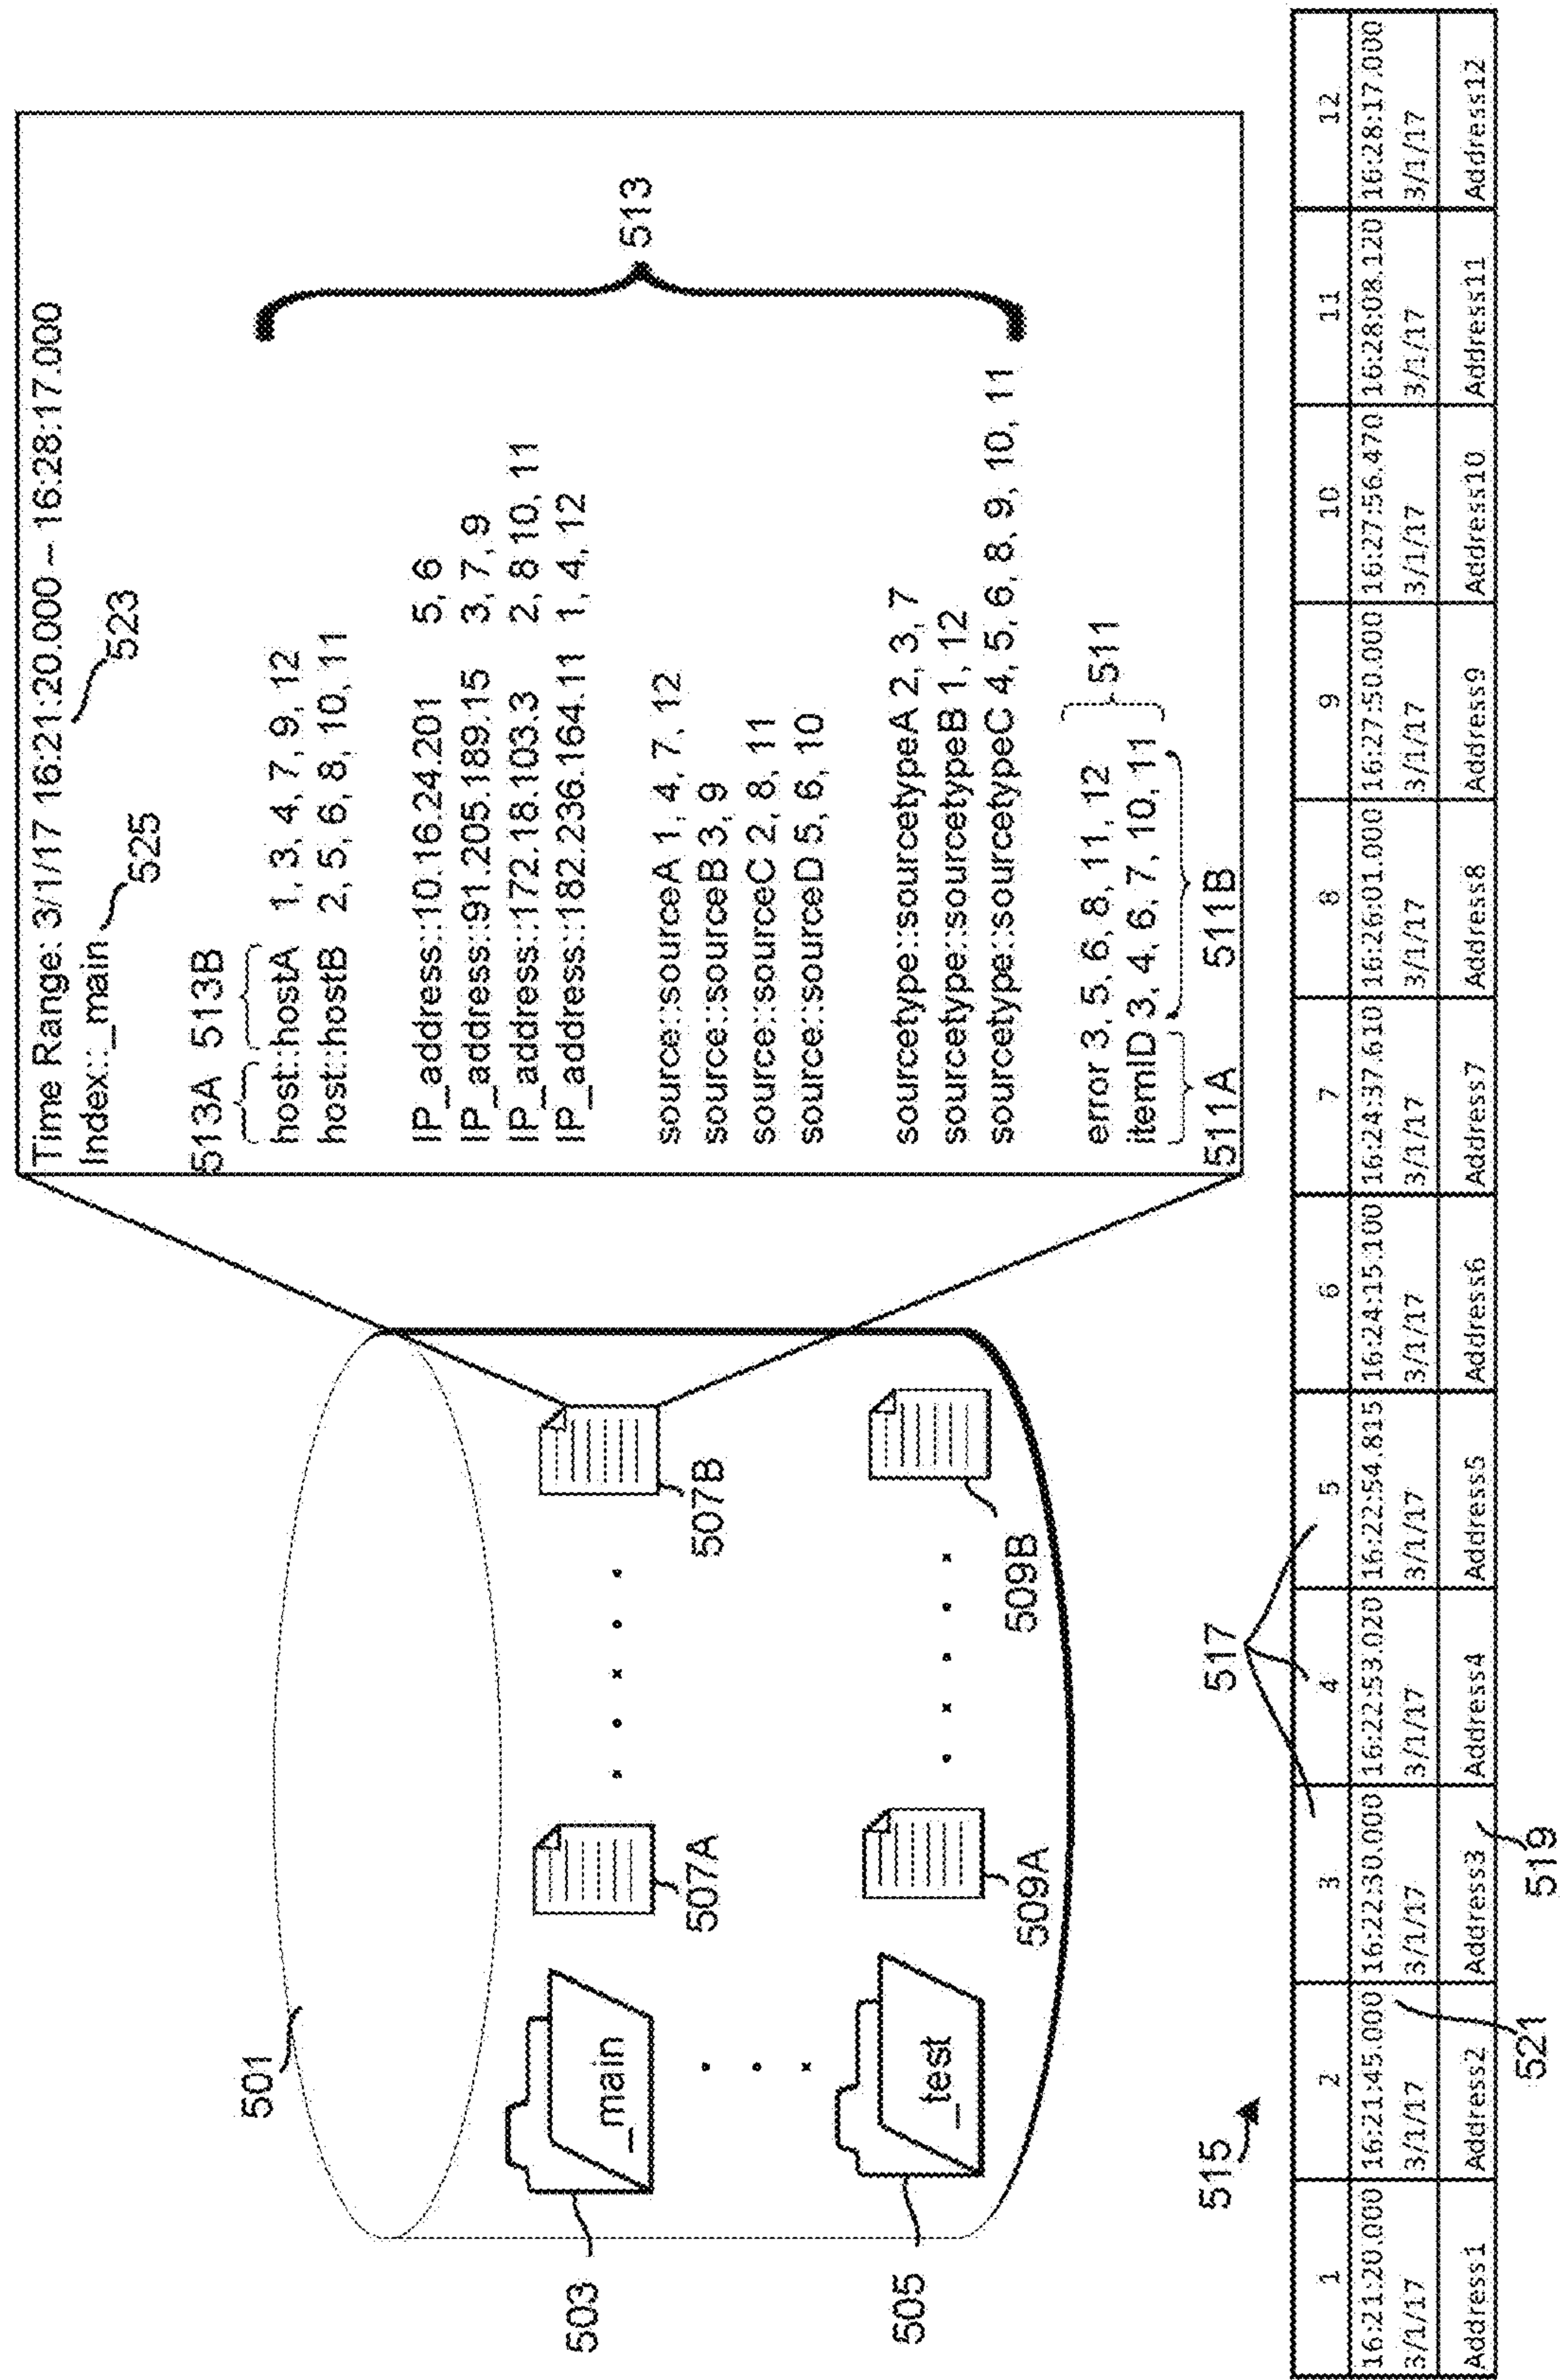 501
503
_main
507A
507B
505
_test
509A
509B
Time Range: 3/1/17 16:21:20.000 – 16:28:17.000
523
Index::_main
525
513A 513B
host::hostA 1, 3, 4, 7, 9, 12
host::hostB 2, 5, 6, 8, 10, 11
IP_address::10.16.24.201 5, 6
IP_address::91.205.189.15 3, 7, 9
IP_address::172.18.103.3 2, 8 10, 11
IP_address::182.236.164.11 1, 4, 12
513
source::sourceA 1, 4, 7, 12
source::sourceB 3, 9
source::sourceC 2, 8, 11
source::sourceD 5, 6, 10
sourcetype::sourcetypeA 2, 3, 7
sourcetype::sourcetypeB 1, 12
sourcetype::sourcetypeC 4, 5, 6, 8, 9, 10, 11
error 3, 5, 6, 8, 11, 12
itemID 3, 4, 6, 7, 10, 11
511
511A 511B
515
517
1 2 3 4 5 6 7 8 9 10 11 12
16:21:20.000 16:21:45.000 16:22:30.000 16:22:53.020 16:22:54.815 16:24:15.100 16:24:37.610 16:26:01.000 16:27:50.000 16:27:56.470 16:28:08.120 16:28:17.000
3/1/17 3/1/17 3/1/17 3/1/17 3/1/17 3/1/17 3/1/17 3/1/17 3/1/17 3/1/17 3/1/17 3/1/17
Address1 Address2 Address3 Address4 Address5 Address6 Address7 Address8 Address9 Address10 Address11 Address12
521
519